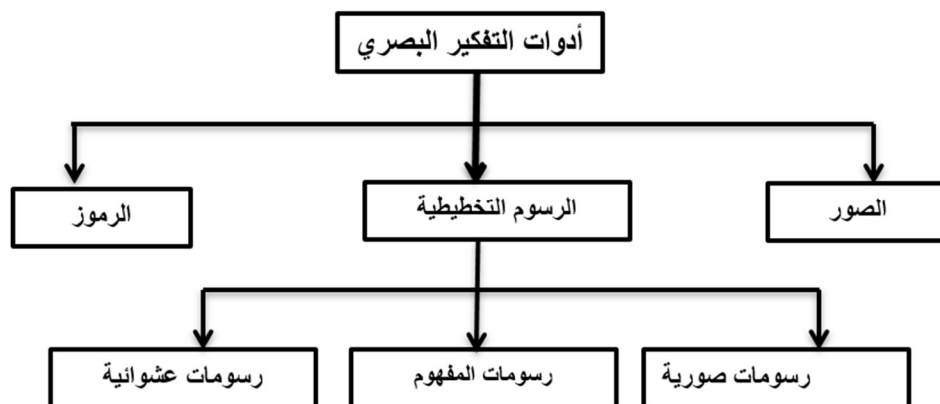 أدوات التفكير البصري
الصور
الرسوم التخطيطية
الرموز
رسومات صورية
رسومات المفهوم
رسومات عشوائية